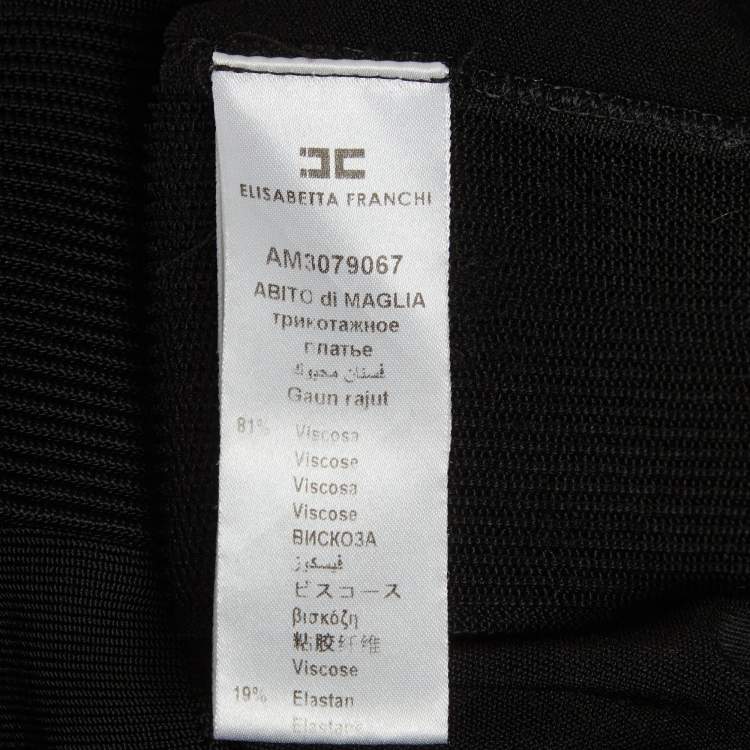 ELISABETTA FRANCHI
AM3079067
ABITO di MAGLIA
трикотажное
платье
فستان محبوك
Gaun rajut
81% Viscosa
Viscose
Viscosa
Viscose
ВИСКОЗА
فيسكوز
ビスコース
βισκόζη
粘胶纤维
Viscose
19% Elastan
Elastane